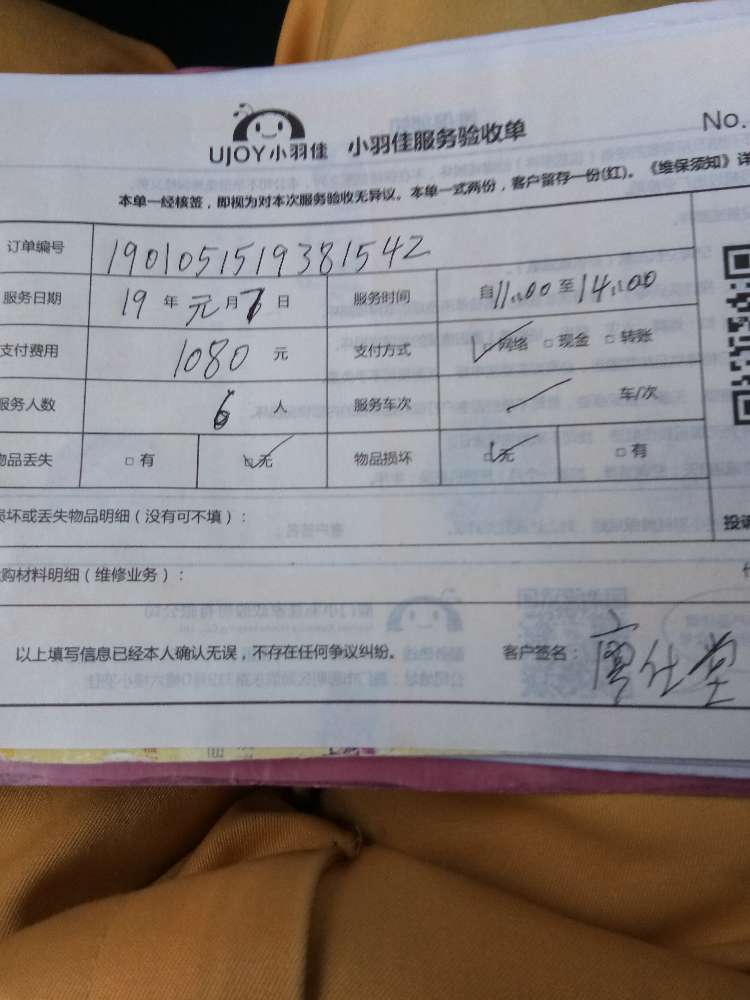 UJOY小羽佳 小羽佳服务验收单 No.
本单一经核签，即视为对本次服务验收无异议。本单一式两份，客户留存一份(红)。《维保须知》详
订单编号 1901051519381542
服务日期 19 年 元 月 日 服务时间 自 11:00 至 14:00
支付费用 1080 元 支付方式 ☑ 网络 □ 现金 □ 转账
服务人数 6 人 服务车次 车/次
物品丢失 □ 有 ☑ 无 物品损坏 ☑ 无 □ 有
损坏或丢失物品明细（没有可不填）：
投诉
购材料明细（维修业务）：
以上填写信息已经本人确认无误，不存在任何争议纠纷。 客户签名：廖仕堂